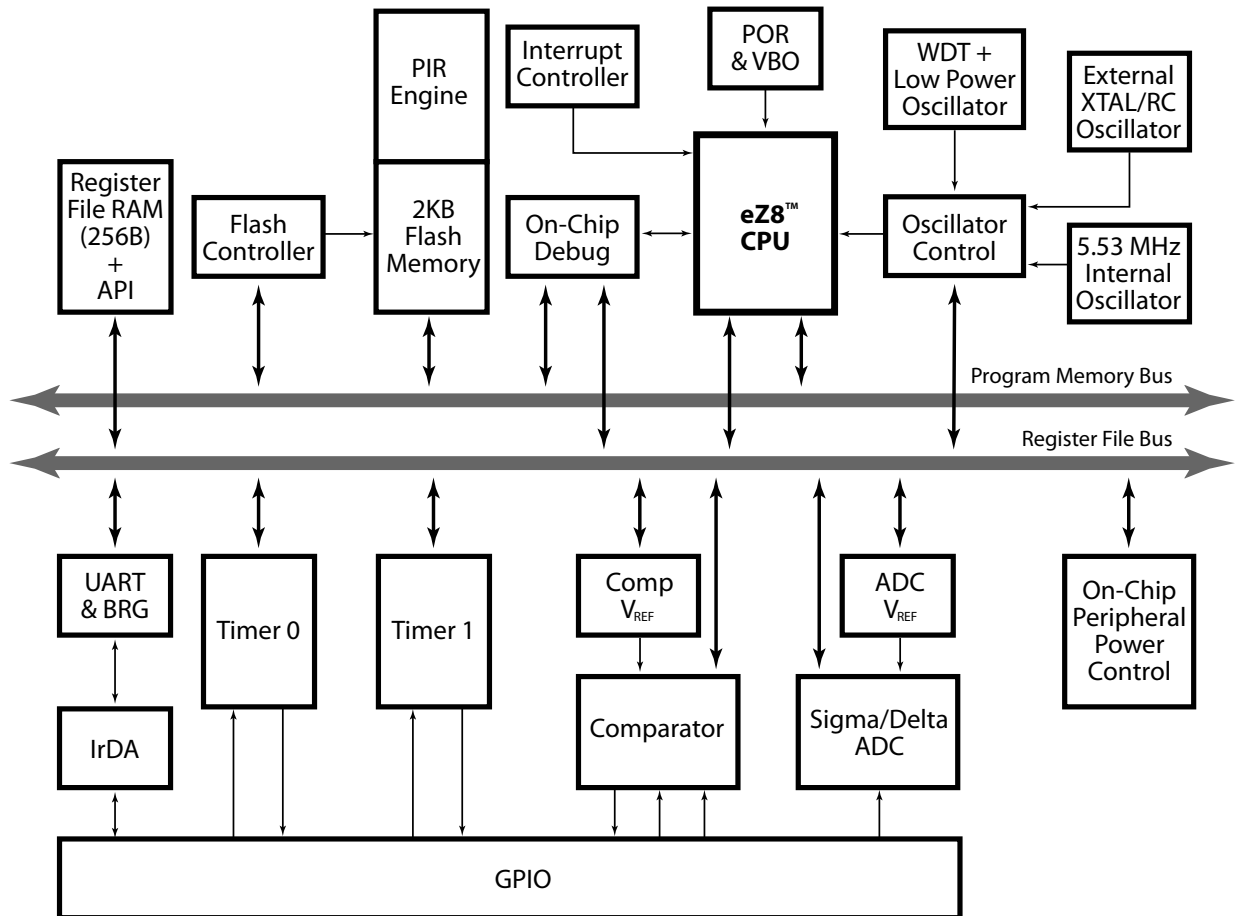 PIR
Engine
Interrupt
Controller
POR
& VBO
WDT +
Low Power
Oscillator
External
XTAL/RC
Oscillator
Register
File RAM
(256B)
+
API
Flash
Controller
2KB
Flash
Memory
On-Chip
Debug
eZ8™
CPU
Oscillator
Control
5.53 MHz
Internal
Oscillator
Program Memory Bus
Register File Bus
UART
& BRG
Timer 0
Timer 1
Comp
VREF
ADC
VREF
On-Chip
Peripheral
Power
Control
IrDA
Comparator
Sigma/Delta
ADC
GPIO